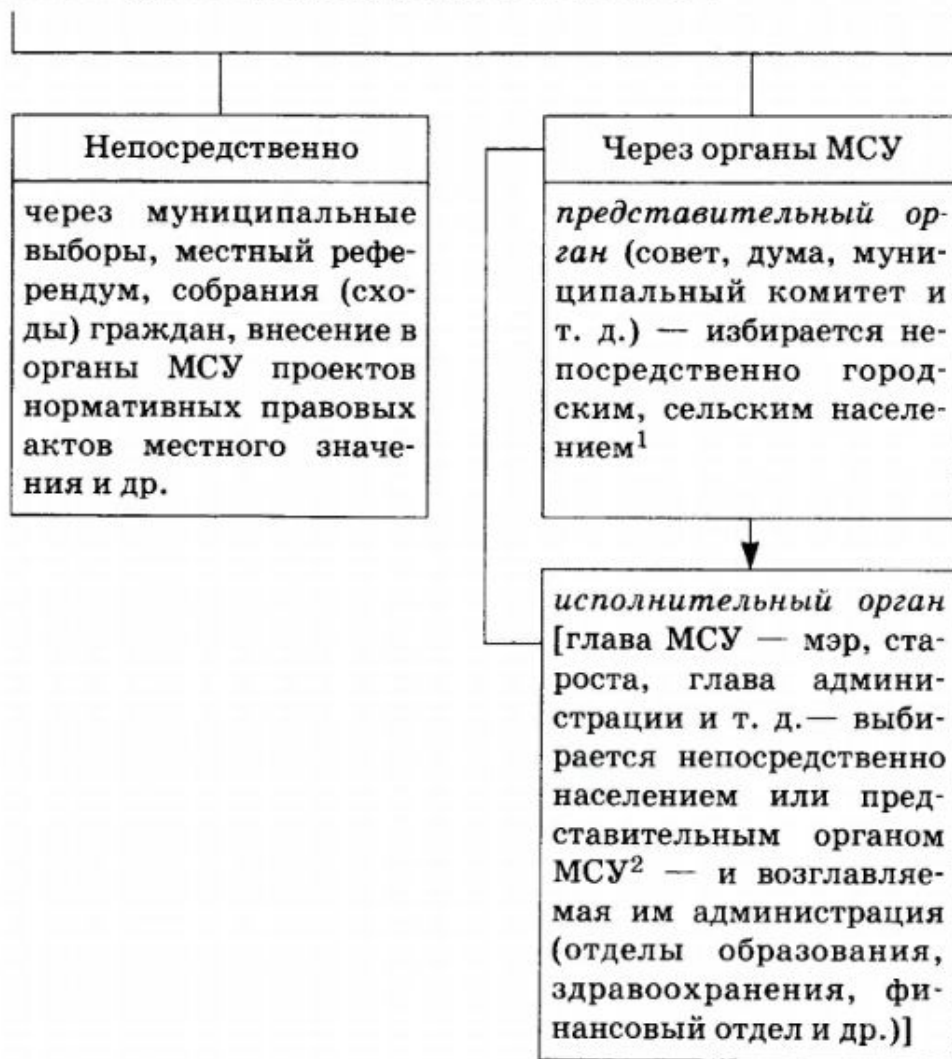 Непосредственно
через муниципальные
выборы, местный рефе-
рендум, собрания (схо-
ды) граждан, внесение в
органы МСУ проектов
нормативных правовых
актов местного значе-
ния и др.
Через органы МСУ
представительный ор-
ган (совет, дума, муни-
ципальный комитет и
т. д.) — избирается не-
посредственно город-
ским, сельским населе-
нием¹
исполнительный орган
[глава МСУ — мэр, ста-
роста, глава админи-
страции и т. д.— выби-
рается непосредственно
населением или пред-
ставительным органом
МСУ² — и возглавляе-
мая им администрация
(отделы образования,
здравоохранения, фи-
нансовый отдел и др.)]